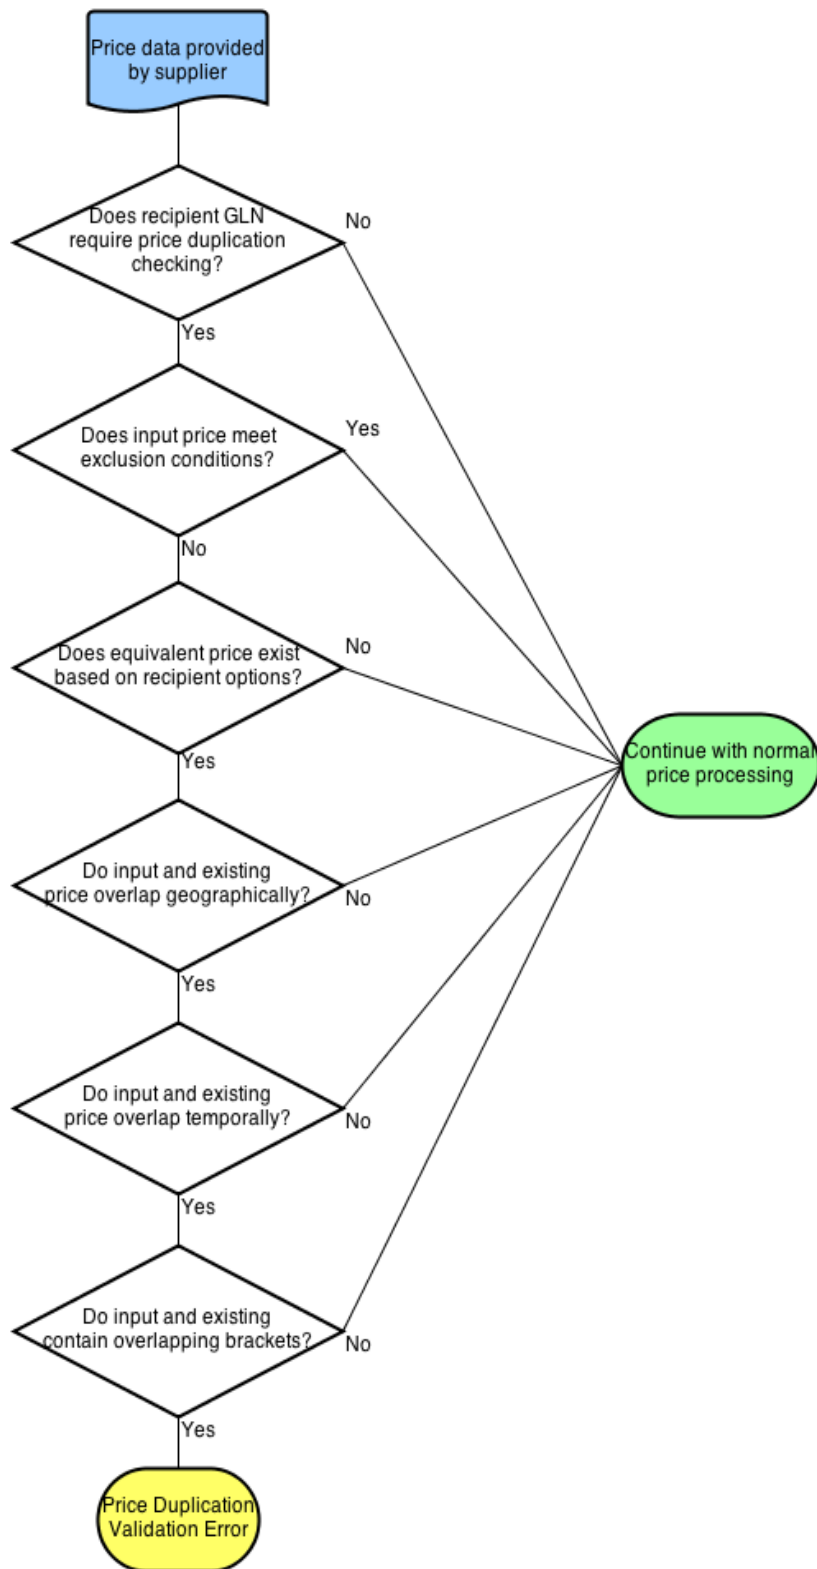 Price data provided
by supplier
Does recipient GLN
require price duplication
checking?
No
Yes
Does input price meet
exclusion conditions?
Yes
No
Does equivalent price exist
based on recipient options?
No
Yes
Continue with normal
price processing
Do input and existing
price overlap geographically?
No
Yes
Do input and existing
price overlap temporally?
No
Yes
Do input and existing
contain overlapping brackets?
No
Yes
Price Duplication
Validation Error